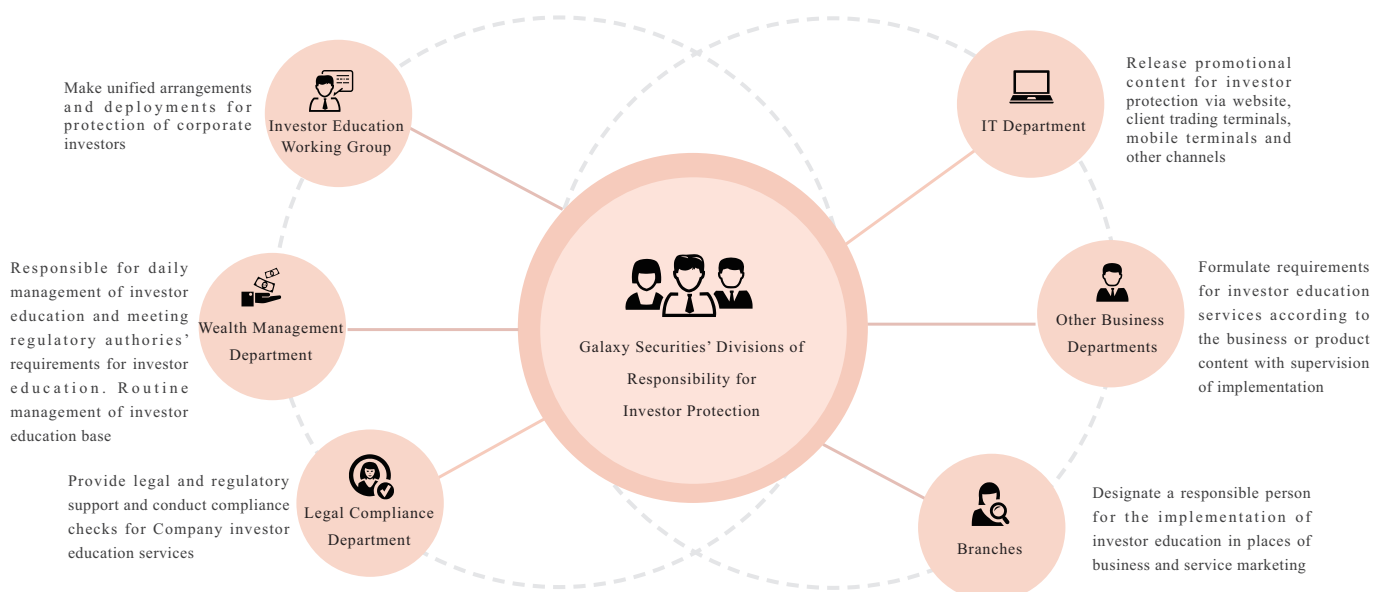 Make unified arrangements
and deployments for
protection of corporate
investors
Investor Education
Working Group
Responsible for daily
management of investor
education and meeting
regulatory authories’
requirements for investor
education. Routine
management of investor
education base
Wealth Management
Department
Provide legal and regulatory
support and conduct compliance
checks for Company investor
education services
Legal Compliance
Department
Galaxy Securities’ Divisions of
Responsibility for
Investor Protection
IT Department
Release promotional
content for investor
protection via website,
client trading terminals,
mobile terminals and
other channels
Other Business
Departments
Formulate requirements
for investor education
services according to
the business or product
content with supervision
of implementation
Branches
Designate a responsible person
for the implementation of
investor education in places of
business and service marketing